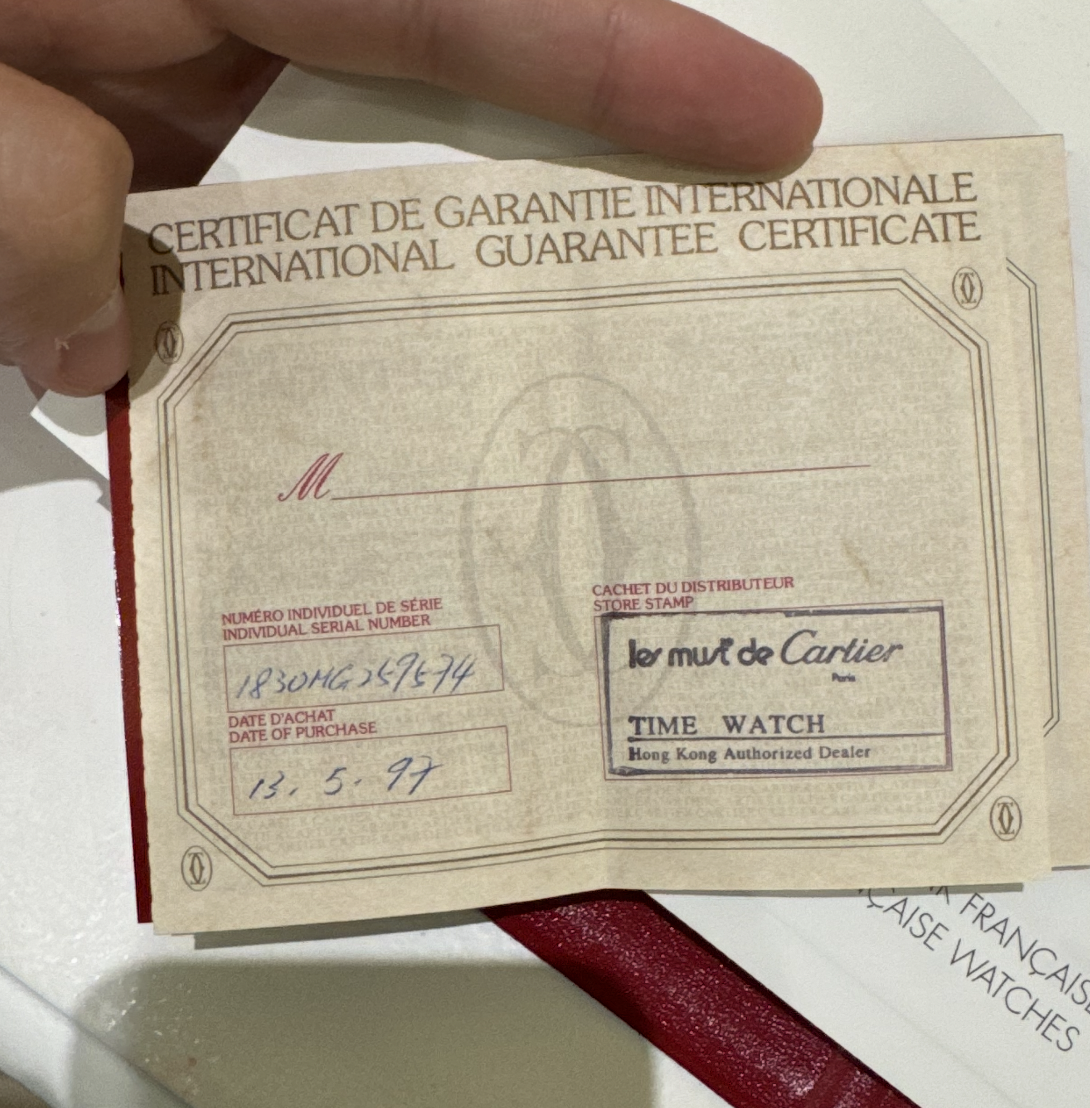 CERTIFICAT DE GARANTIE INTERNATIONALE
INTERNATIONAL GUARANTEE CERTIFICATE
M
NUMÉRO INDIVIDUEL DE SÉRIE
INDIVIDUAL SERIAL NUMBER
1830MG259574
DATE D'ACHAT
DATE OF PURCHASE
13. 5. 97
CACHET DU DISTRIBUTEUR
STORE STAMP
les must de Cartier
Paris
TIME WATCH
Hong Kong Authorized Dealer
FRANÇAISE
ÇAISE WATCHES